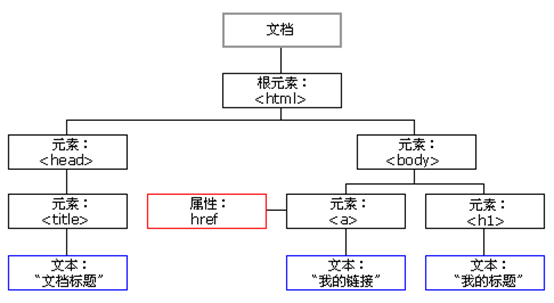 文档
根元素：
<html>
元素：
<head>
元素：
<body>
元素：
<title>
属性：
href
元素：
<a>
元素：
<h1>
文本：
“文档标题”
文本：
“我的链接”
文本：
“我的标题”